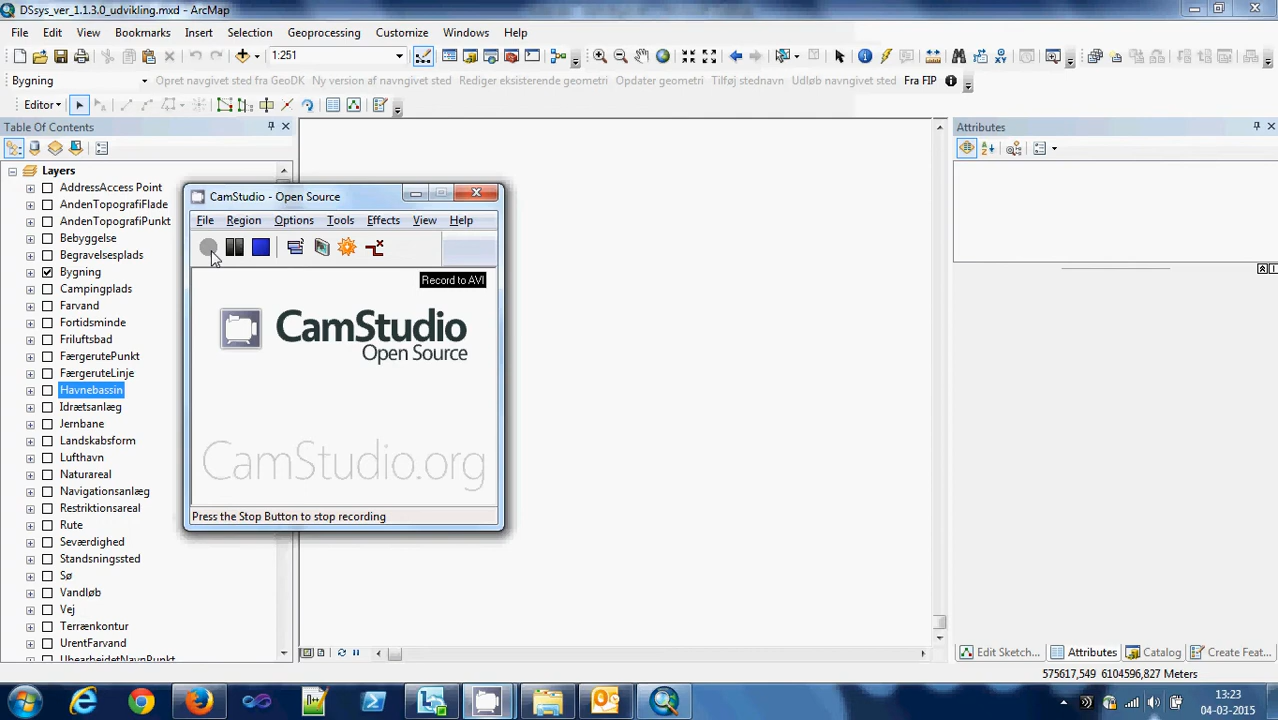 DSsys_ver_1.1.3.0_udvikling.mxd - ArcMap
File Edit View Bookmarks Insert Selection Geoprocessing Customize Windows Help
1:251
Bygning Opret navgivet sted fra GeoDK Ny version af navngivet sted Rediger eksisterende geometri Opdater geometri Tilføj stednavn Udløb navngivet sted Fra FIP
Editor
Table Of Contents
Attributes
Layers
AddressAccess Point
AndenTopografiFlade
AndenTopografiPunkt
Bebyggelse
Begravelsesplads
Bygning
Campingplads
Farvand
Fortidsminde
Friluftsbad
FærgerutePunkt
FærgeruteLinje
Havnebassin
Idrætsanlæg
Jernbane
Landskabsform
Lufthavn
Naturareal
Navigationsanlæg
Restriktionsareal
Rute
Seværdighed
Standsningssted
Sø
Vandløb
Vej
Terrænkontur
UrentFarvand
UbearbejdetNavnPunkt
CamStudio - Open Source
File Region Options Tools Effects View Help
Record to AVI
CamStudio
Open Source
CamStudio.org
Press the Stop Button to stop recording
Edit Sketch... Attributes Catalog Create Feat...
575617,549 6104596,827 Meters
13:23
04-03-2015